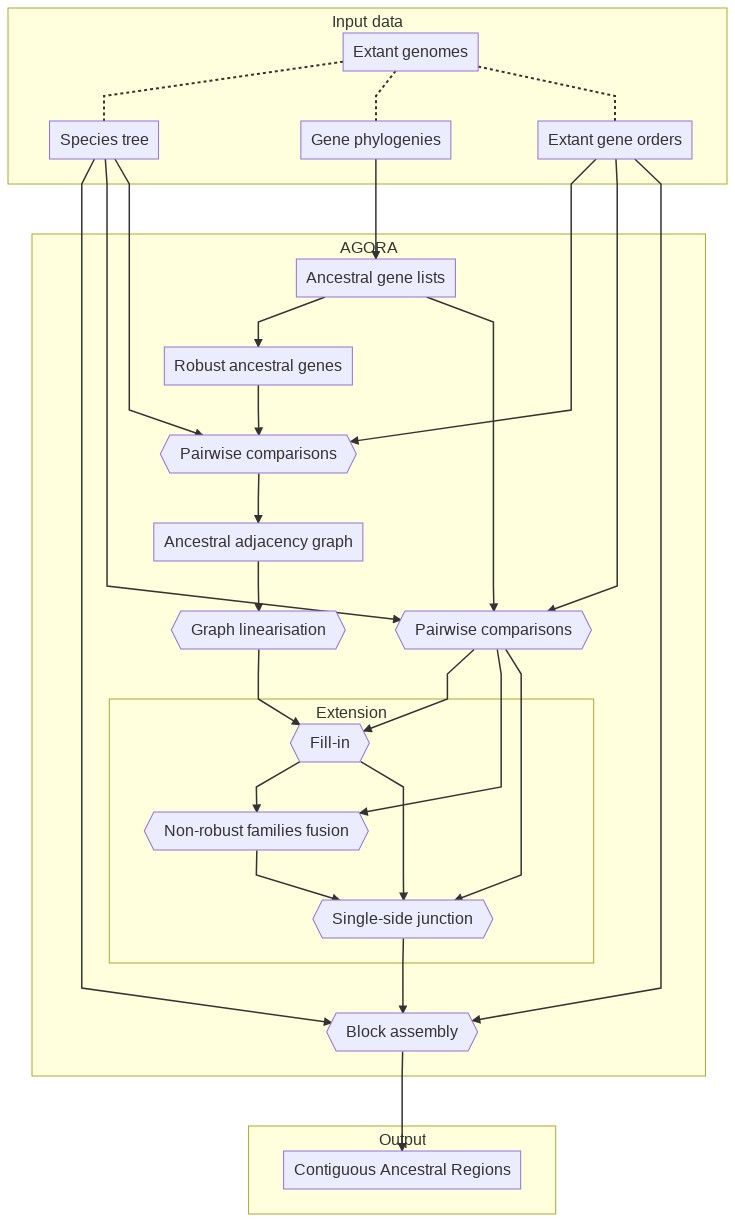 Input data
Extant genomes
Species tree
Gene phylogenies
Extant gene orders
AGORA
Ancestral gene lists
Robust ancestral genes
Pairwise comparisons
Ancestral adjacency graph
Graph linearisation
Pairwise comparisons
Extension
Fill-in
Non-robust families fusion
Single-side junction
Block assembly
Output
Contiguous Ancestral Regions